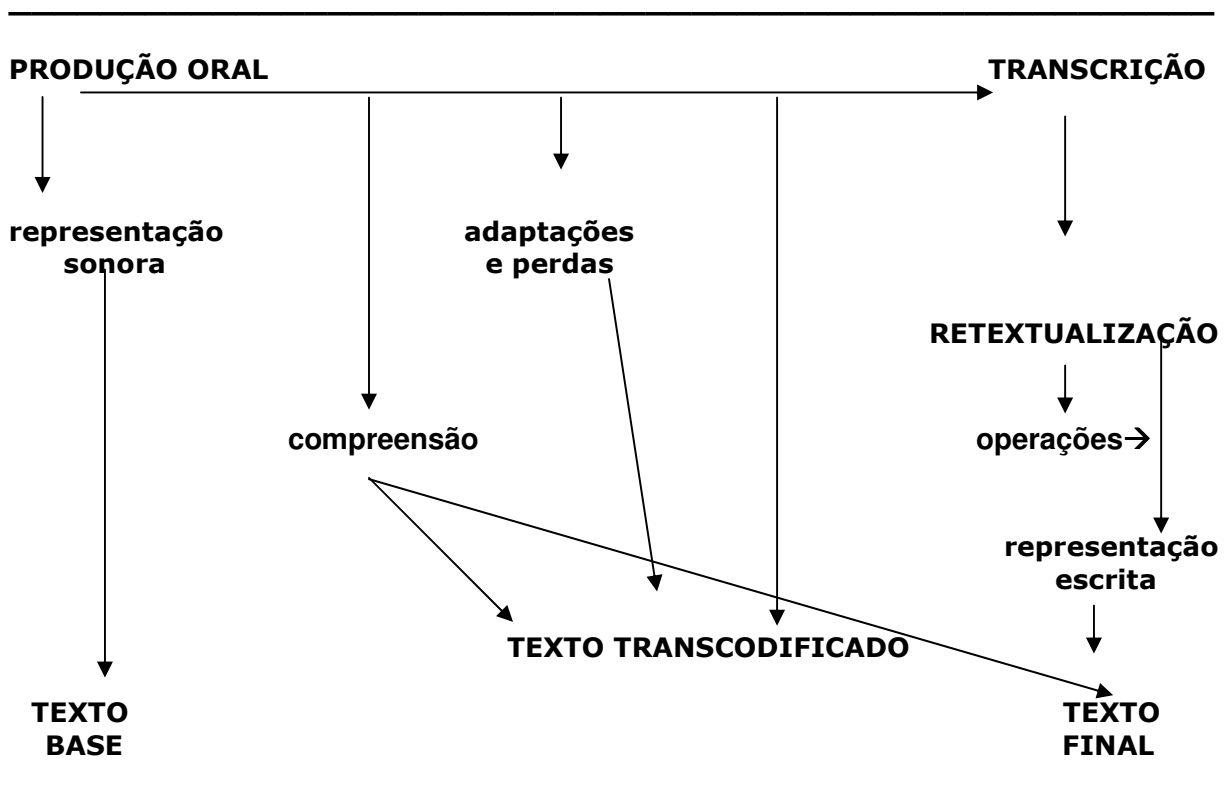 PRODUÇÃO ORAL
TRANSCRIÇÃO
representação
sonora
adaptações
e perdas
RETEXTUALIZAÇÃO
compreensão
operações→
representação
escrita
TEXTO TRANSCODIFICADO
TEXTO
BASE
TEXTO
FINAL